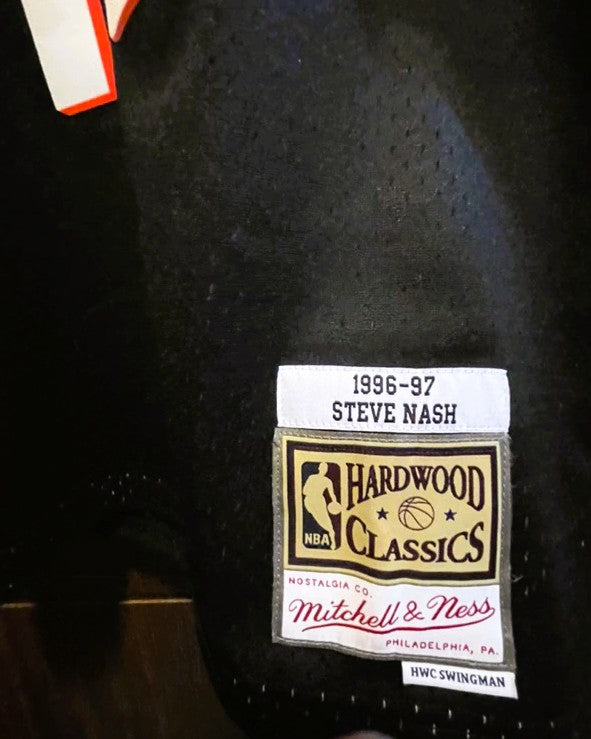 1996-97
STEVE NASH
HARDWOOD
NBA
CLASSICS
NOSTALGIA CO.
Mitchell & Ness
PHILADELPHIA, PA.
HWC SWINGMAN